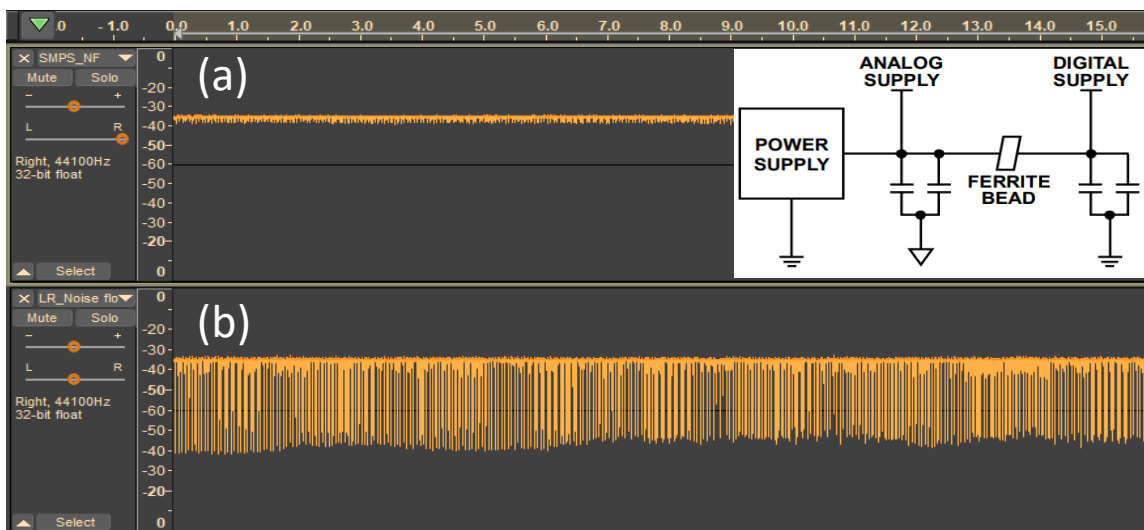 .0 - 1.0 0.0 1.0 2.0 3.0 4.0 5.0 6.0 7.0 8.0 9.0 10.0 11.0 12.0 13.0 14.0 15.0
× SMPS_NF
Mute Solo
- +
L R
Right, 44100Hz
32-bit float
Select
0
-20-
-30-
-40-
-50-
-60-
-50-
-40-
-30-
-20-
0
(a)
ANALOG
SUPPLY
DIGITAL
SUPPLY
POWER
SUPPLY
FERRITE
BEAD
× LR_Noise flo
Mute Solo
- +
L R
Right, 44100Hz
32-bit float
Select
0
-20-
-30-
-40-
-50-
-60-
-50-
-40-
-30-
-20-
0
(b)